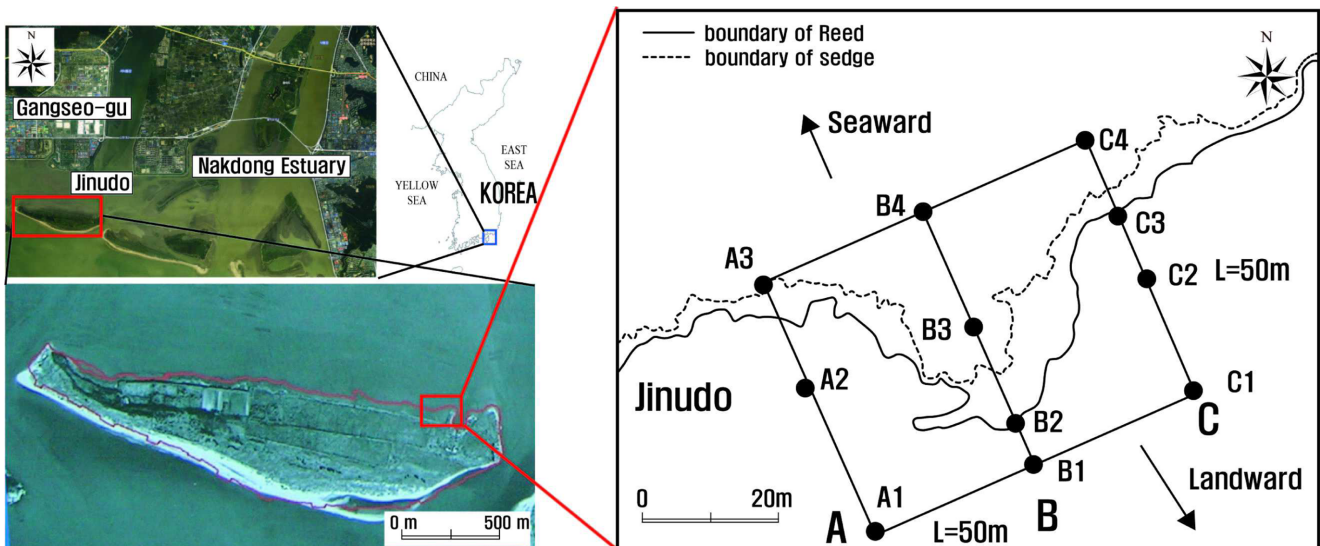 N
Gangseo-gu
Nakdong Estuary
Jinudo
CHINA
EAST
SEA
YELLOW
SEA
KOREA
0 m
500 m
boundary of Reed
boundary of sedge
N
Seaward
C4
B4
C3
A3
C2
L=50m
B3
A2
C1
Jinudo
B2
C
B1
Landward
0
20m
A1
B
A
L=50m